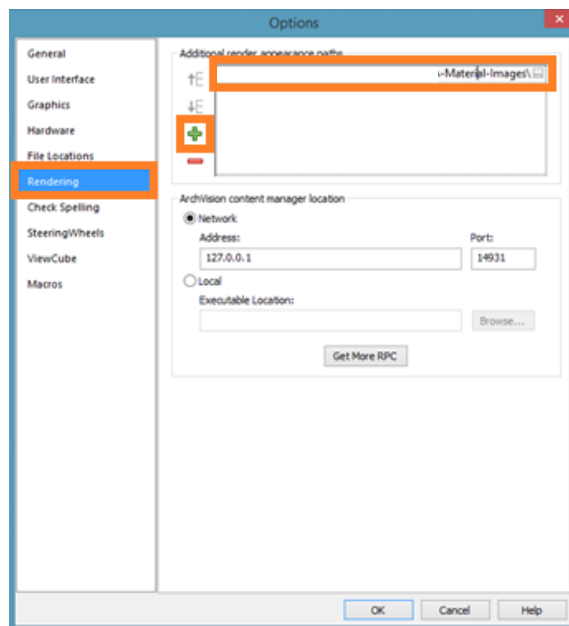 Options
General
User Interface
Graphics
Hardware
File Locations
Rendering
Check Spelling
SteeringWheels
ViewCube
Macros
Additional render appearance paths
-Material-Images\
ArchVision content manager location
Network
Address:
Port:
127.0.0.1
14931
Local
Executable Location:
Browse...
Get More RPC
OK
Cancel
Help